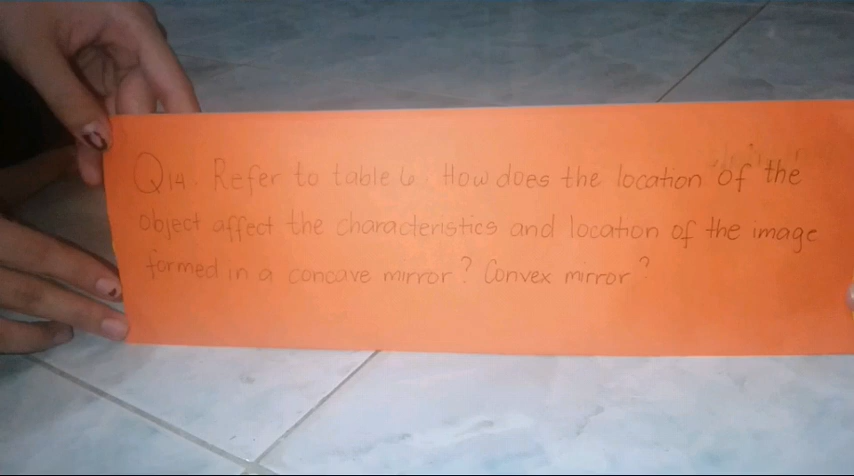 Q14. Refer to table 6. How does the location of the
object affect the characteristics and location of the image
formed in a concave mirror? Convex mirror?